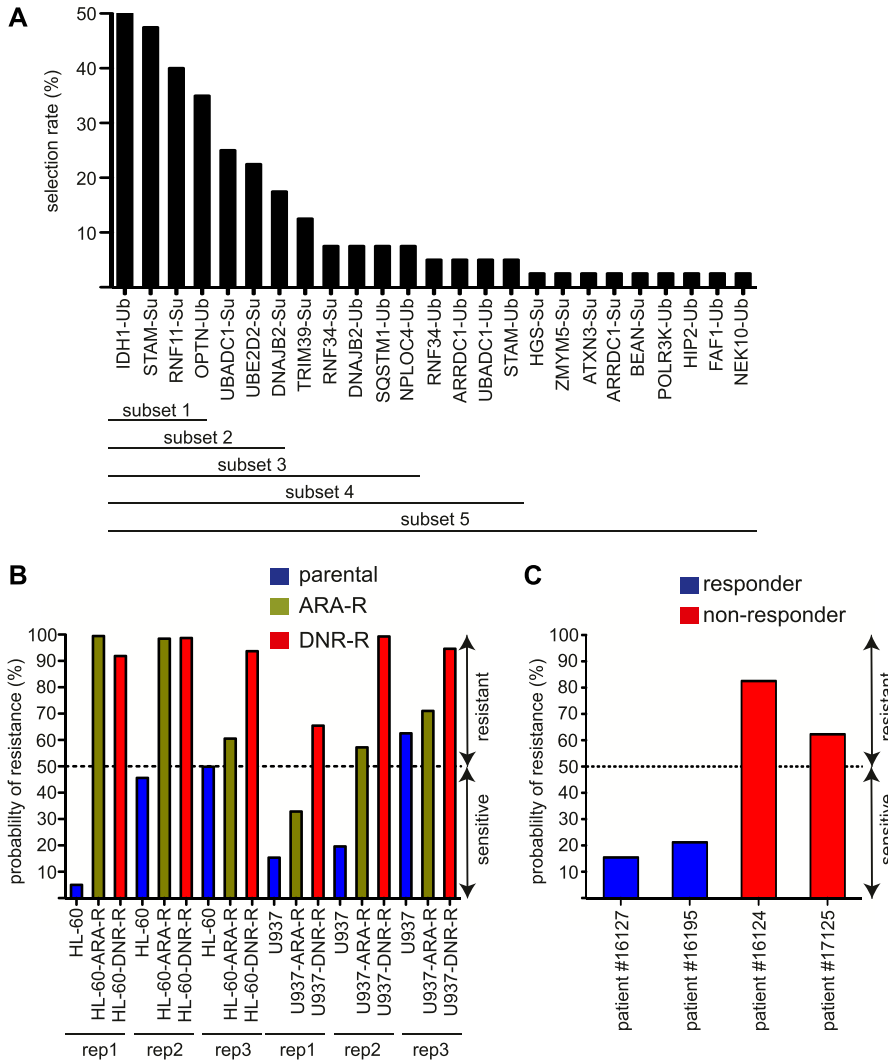 A
selection rate (%)
50
40
30
20
10
IDH1-Ub
STAM-Su
RNF11-Su
OPTN-Ub
UBADC1-Su
UBE2D2-Su
DNAJB2-Su
TRIM39-Su
RNF34-Su
DNAJB2-Ub
SQSTM1-Ub
NPLOC4-Ub
RNF34-Ub
ARRDC1-Ub
UBADC1-Ub
STAM-Ub
HGS-Su
ZMYM5-Su
ATXN3-Su
ARRDC1-Su
BEAN-Su
POLR3K-Ub
HIP2-Ub
FAF1-Ub
NEK10-Ub
subset 1
subset 2
subset 3
subset 4
subset 5
B
parental
ARA-R
DNR-R
probablility of resistance (%)
100
90
80
70
60
50
40
30
20
10
resistant
sensitive
HL-60
HL-60-ARA-R
HL-60-DNR-R
HL-60
HL-60-ARA-R
HL-60-DNR-R
HL-60
HL-60-ARA-R
HL-60-DNR-R
U937
U937-ARA-R
U937-DNR-R
U937
U937-ARA-R
U937-DNR-R
U937
U937-ARA-R
U937-DNR-R
rep1
rep2
rep3
rep1
rep2
rep3
C
responder
non-responder
probablility of resistance (%)
100
90
80
70
60
50
40
30
20
10
resistant
sensitive
patient #16127
patient #16195
patient #16124
patient #17125